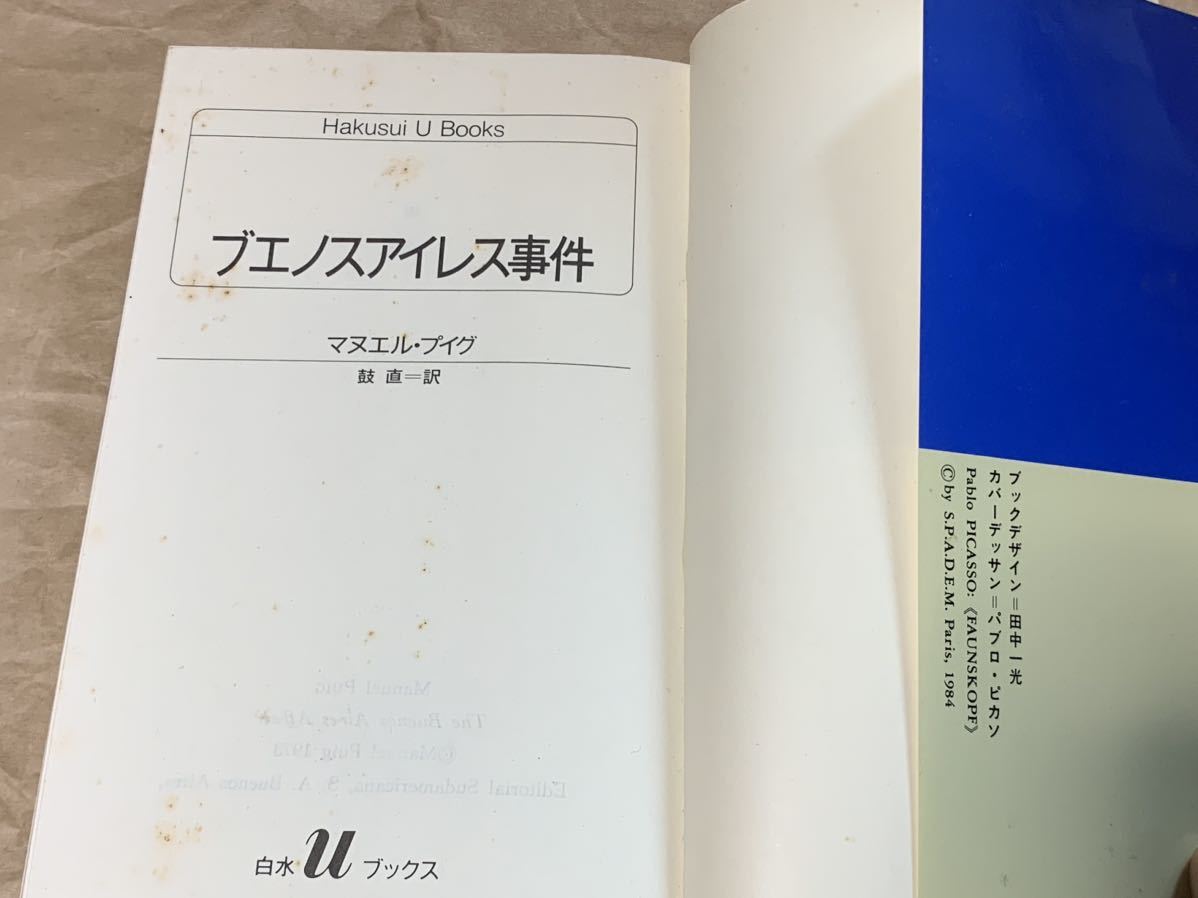 Hakusui U Books
ブエノスアイレス事件
マヌエル・プイグ
鼓 直＝訳
Manuel Puig
The Buenos Aires Affair
©Manuel Puig 1973
Editorial Sudamericana, S. A. Buenos Aires,
白水 u ブックス
ブックデザイン＝田中一光
カバーデッサン＝パブロ・ピカソ
Pablo PICASSO: 《FAUNSKOPF》
©by S.P.A.D.E.M. Paris, 1984